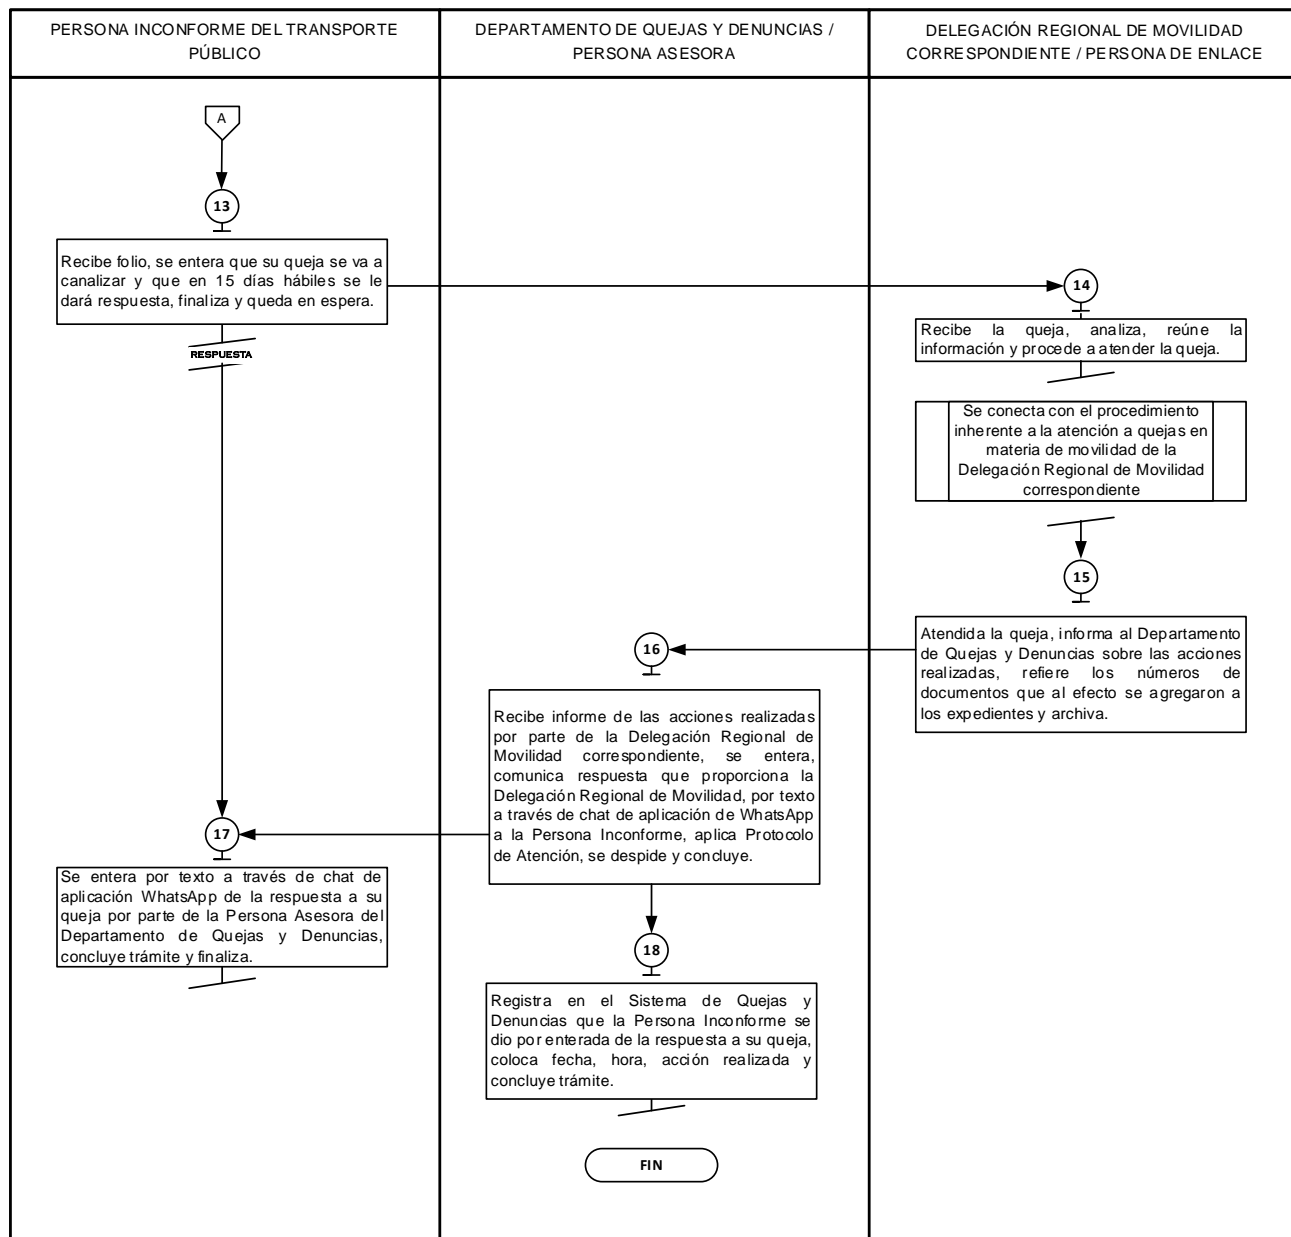 PERSONA INCONFORME DEL TRANSPORTE
PÚBLICO
DEPARTAMENTO DE QUEJAS Y DENUNCIAS /
PERSONA ASESORA
DELEGACIÓN REGIONAL DE MOVILIDAD
CORRESPONDIENTE / PERSONA DE ENLACE
A
13
Recibe folio, se entera que su queja se va a
canalizar y que en 15 días hábiles se le
dará respuesta, finaliza y queda en espera.
RESPUESTA
14
Recibe la queja, analiza, reúne la
información y procede a atender la queja.
Se conecta con el procedimiento
inherente a la atención a quejas en
materia de movilidad de la
Delegación Regional de Movilidad
correspondiente
15
Atendida la queja, informa al Departamento
de Quejas y Denuncias sobre las acciones
realizadas, refiere los números de
documentos que al efecto se agregaron a
los expedientes y archiva.
16
Recibe informe de las acciones realizadas
por parte de la Delegación Regional de
Movilidad correspondiente, se entera,
comunica respuesta que proporciona la
Delegación Regional de Movilidad, por texto
a través de chat de aplicación de WhatsApp
a la Persona Inconforme, aplica Protocolo
de Atención, se despide y concluye.
17
Se entera por texto a través de chat de
aplicación WhatsApp de la respuesta a su
queja por parte de la Persona Asesora del
Departamento de Quejas y Denuncias,
concluye trámite y finaliza.
18
Registra en el Sistema de Quejas y
Denuncias que la Persona Inconforme se
dio por enterada de la respuesta a su queja,
coloca fecha, hora, acción realizada y
concluye trámite.
FIN